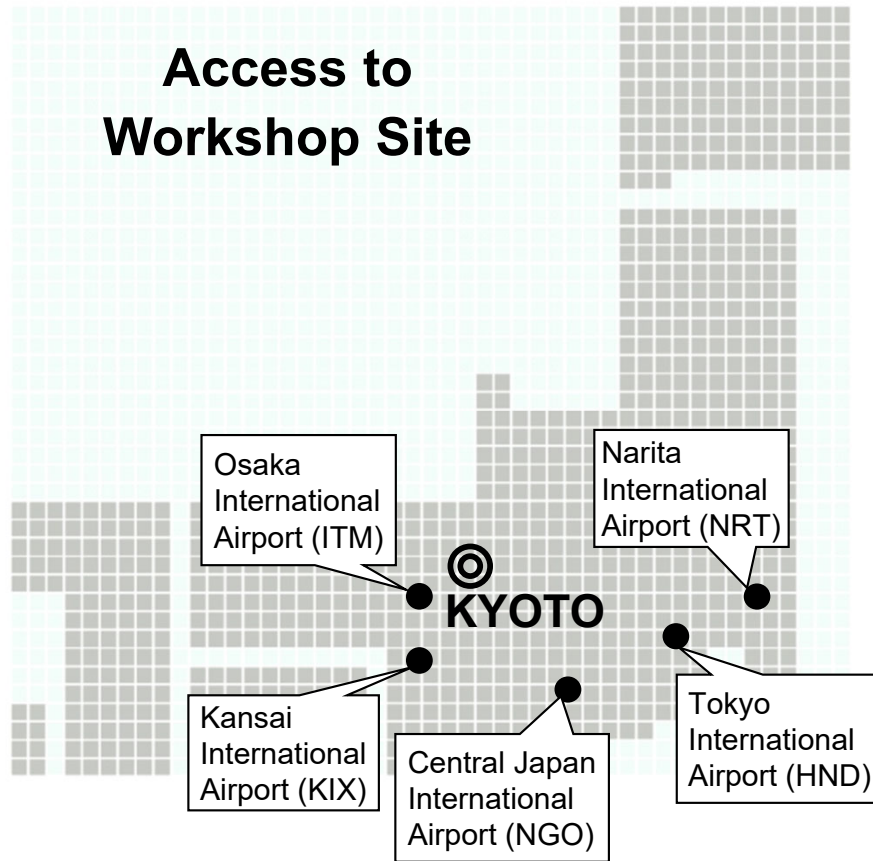 Access to
Workshop Site
Osaka
International
Airport (ITM)
Narita
International
Airport (NRT)
KYOTO
Kansai
International
Airport (KIX)
Central Japan
International
Airport (NGO)
Tokyo
International
Airport (HND)